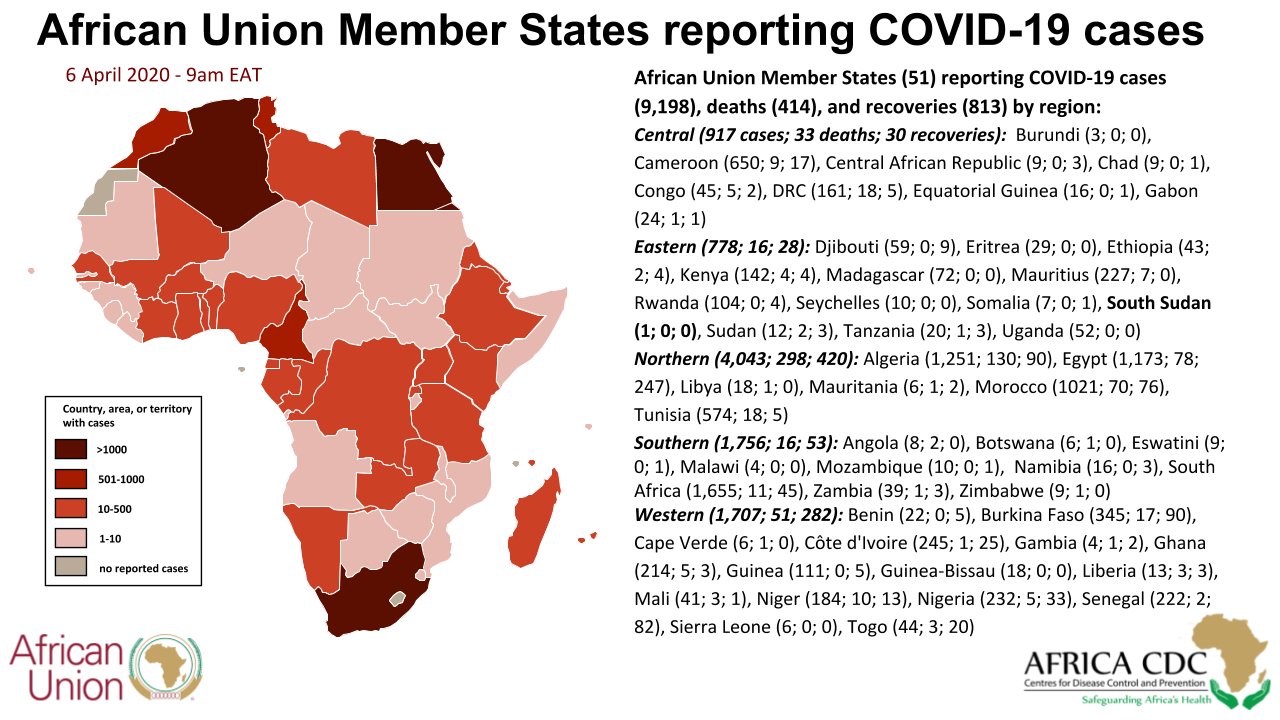 African Union Member States reporting COVID-19 cases
6 April 2020 - 9am EAT
African Union Member States (51) reporting COVID-19 cases
(9,198), deaths (414), and recoveries (813) by region:
Central (917 cases; 33 deaths; 30 recoveries): Burundi (3; 0; 0),
Cameroon (650; 9; 17), Central African Republic (9; 0; 3), Chad (9; 0; 1),
Congo (45; 5; 2), DRC (161; 18; 5), Equatorial Guinea (16; 0; 1), Gabon
(24; 1; 1)
Eastern (778; 16; 28): Djibouti (59; 0; 9), Eritrea (29; 0; 0), Ethiopia (43;
2; 4), Kenya (142; 4; 4), Madagascar (72; 0; 0), Mauritius (227; 7; 0),
Rwanda (104; 0; 4), Seychelles (10; 0; 0), Somalia (7; 0; 1), South Sudan
(1; 0; 0), Sudan (12; 2; 3), Tanzania (20; 1; 3), Uganda (52; 0; 0)
Northern (4,043; 298; 420): Algeria (1,251; 130; 90), Egypt (1,173; 78;
247), Libya (18; 1; 0), Mauritania (6; 1; 2), Morocco (1021; 70; 76),
Tunisia (574; 18; 5)
Southern (1,756; 16; 53): Angola (8; 2; 0), Botswana (6; 1; 0), Eswatini (9;
0; 1), Malawi (4; 0; 0), Mozambique (10; 0; 1), Namibia (16; 0; 3), South
Africa (1,655; 11; 45), Zambia (39; 1; 3), Zimbabwe (9; 1; 0)
Western (1,707; 51; 282): Benin (22; 0; 5), Burkina Faso (345; 17; 90),
Cape Verde (6; 1; 0), Côte d'Ivoire (245; 1; 25), Gambia (4; 1; 2), Ghana
(214; 5; 3), Guinea (111; 0; 5), Guinea-Bissau (18; 0; 0), Liberia (13; 3; 3),
Mali (41; 3; 1), Niger (184; 10; 13), Nigeria (232; 5; 33), Senegal (222; 2;
82), Sierra Leone (6; 0; 0), Togo (44; 3; 20)
Country, area, or territory
with cases
>1000
501-1000
10-500
1-10
no reported cases
African
Union
AFRICA CDC
Centres for Disease Control and Prevention
Safeguarding Africa's Health